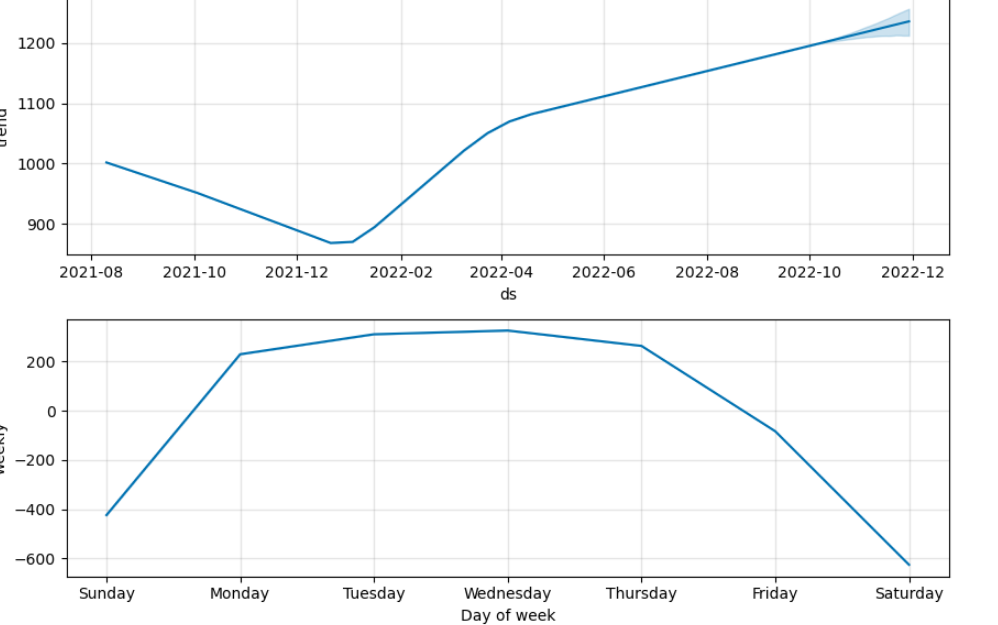 1200
1100
1000
900
trend
2021-08 2021-10 2021-12 2022-02 2022-04 2022-06 2022-08 2022-10 2022-12
ds
200
0
−200
−400
−600
weekly
Sunday Monday Tuesday Wednesday Thursday Friday Saturday
Day of week